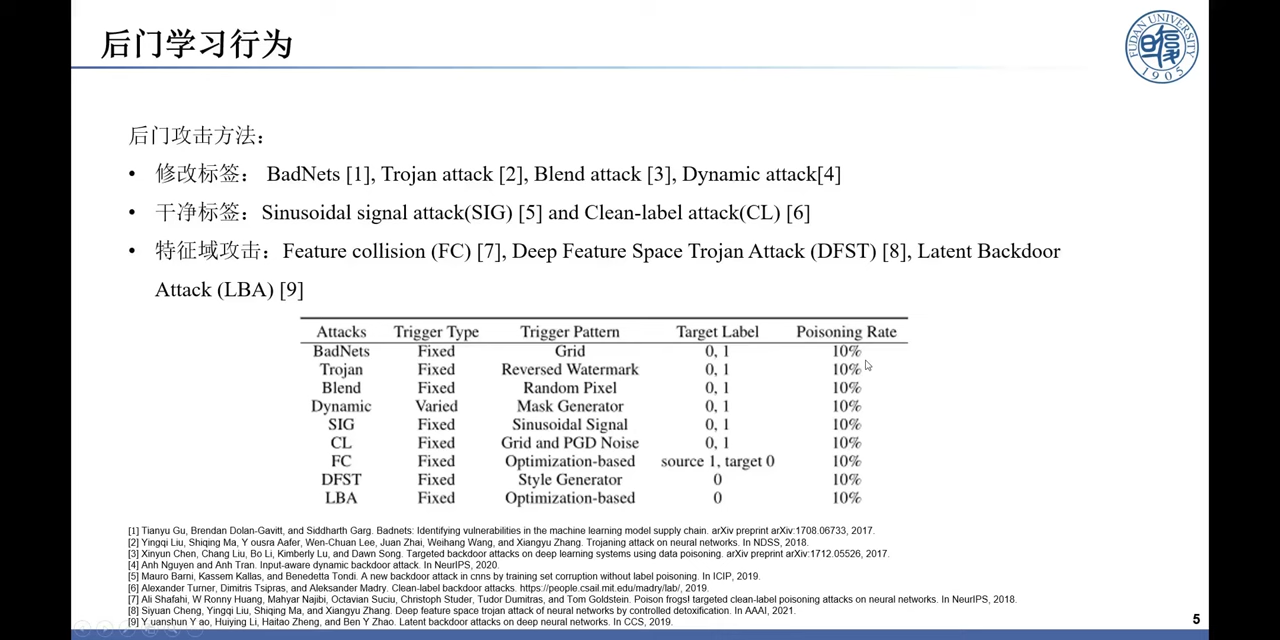 后门学习行为
FUDAN UNIVERSITY
1905
后门攻击方法:
• 修改标签: BadNets [1], Trojan attack [2], Blend attack [3], Dynamic attack[4]
• 干净标签: Sinusoidal signal attack(SIG) [5] and Clean-label attack(CL) [6]
• 特征域攻击: Feature collision (FC) [7], Deep Feature Space Trojan Attack (DFST) [8], Latent Backdoor
Attack (LBA) [9]
Attacks Trigger Type Trigger Pattern Target Label Poisoning Rate
BadNets Fixed Grid 0, 1 10%
Trojan Fixed Reversed Watermark 0, 1 10%
Blend Fixed Random Pixel 0, 1 10%
Dynamic Varied Mask Generator 0, 1 10%
SIG Fixed Sinusoidal Signal 0, 1 10%
CL Fixed Grid and PGD Noise 0, 1 10%
FC Fixed Optimization-based source 1, target 0 10%
DFST Fixed Style Generator 0 10%
LBA Fixed Optimization-based 0 10%
[1] Tianyu Gu, Brendan Dolan-Gavitt, and Siddharth Garg. Badnets: Identifying vulnerabilities in the machine learning model supply chain. arXiv preprint arXiv:1708.06733, 2017.
[2] Yingqi Liu, Shiqing Ma, Y ousra Aafer, Wen-Chuan Lee, Juan Zhai, Weihang Wang, and Xiangyu Zhang. Trojaning attack on neural networks. In NDSS, 2018.
[3] Xinyun Chen, Chang Liu, Bo Li, Kimberly Lu, and Dawn Song. Targeted backdoor attacks on deep learning systems using data poisoning. arXiv preprint arXiv:1712.05526, 2017.
[4] Anh Nguyen and Anh Tran. Input-aware dynamic backdoor attack. In NeurIPS, 2020.
[5] Mauro Barni, Kassem Kallas, and Benedetta Tondi. A new backdoor attack in cnns by training set corruption without label poisoning. In ICIP, 2019.
[6] Alexander Turner, Dimitris Tsipras, and Aleksander Madry. Clean-label backdoor attacks. https://people.csail.mit.edu/madry/lab/, 2019.
[7] Ali Shafahi, W Ronny Huang, Mahyar Najibi, Octavian Suciu, Christoph Studer, Tudor Dumitras, and Tom Goldstein. Poison frogs! targeted clean-label poisoning attacks on neural networks. In NeurIPS, 2018.
[8] Siyuan Cheng, Yingqi Liu, Shiqing Ma, and Xiangyu Zhang. Deep feature space trojan attack of neural networks by controlled detoxification. In AAAI, 2021.
[9] Y uanshun Y ao, Huiying Li, Haitao Zheng, and Ben Y Zhao. Latent backdoor attacks on deep neural networks. In CCS, 2019.
5